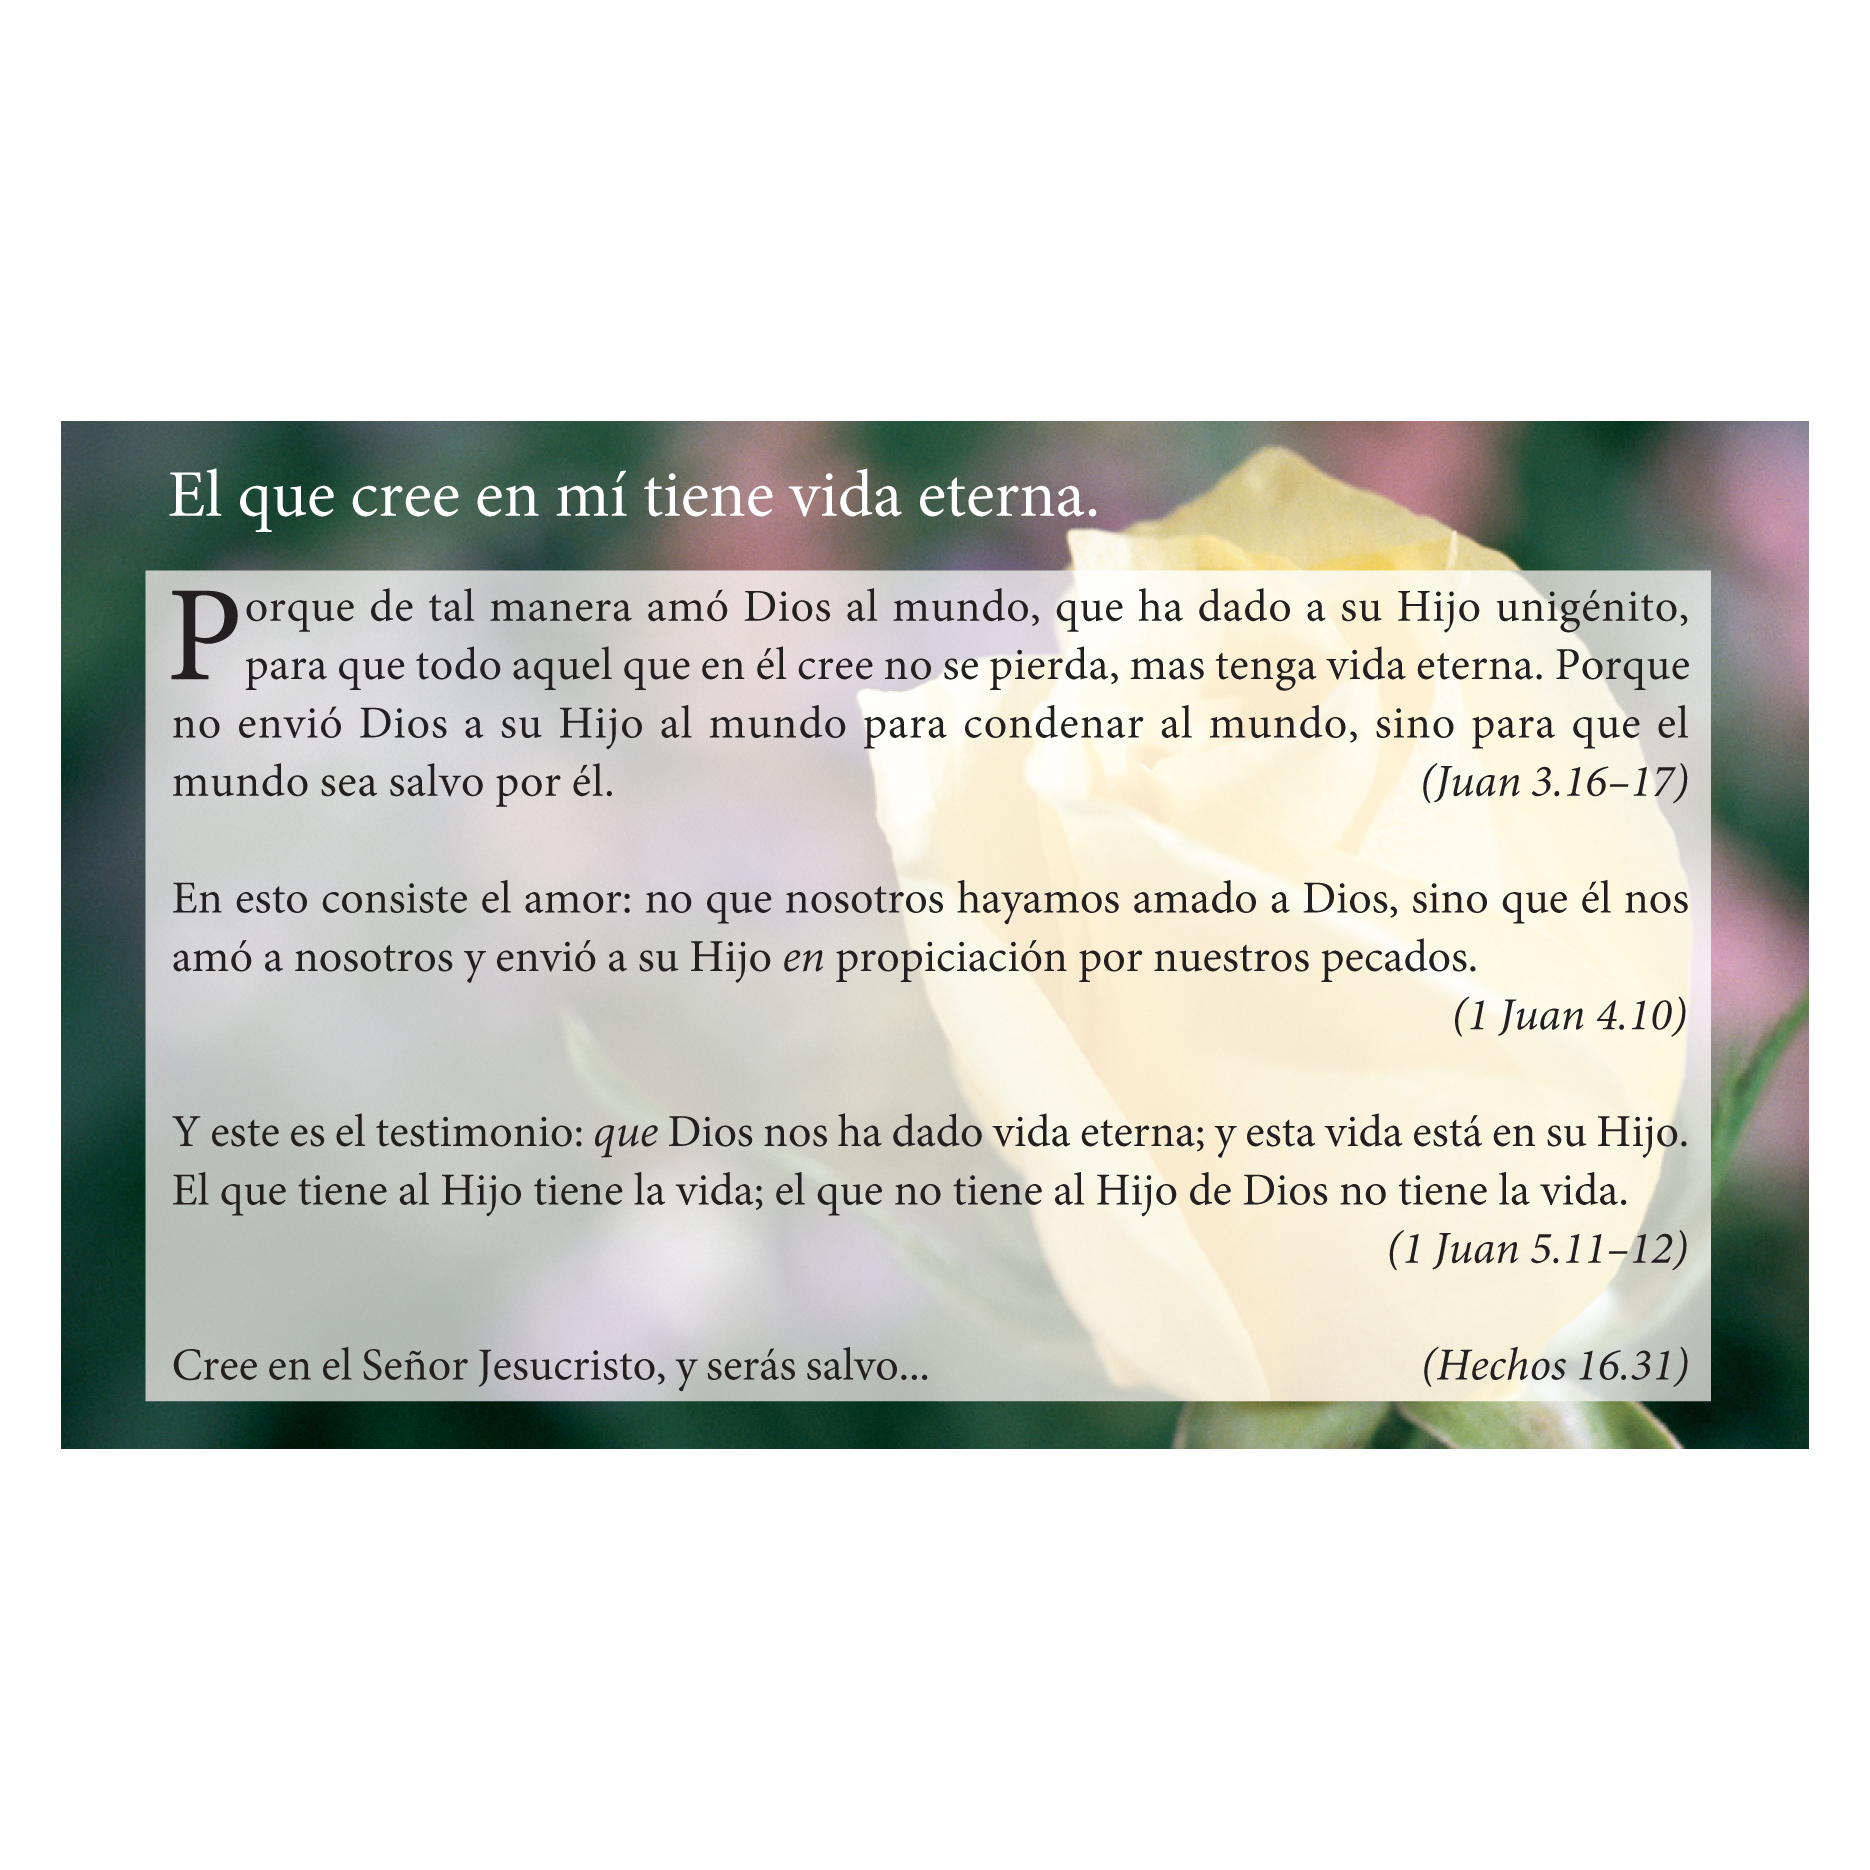 El que cree en mí tiene vida eterna.
Porque de tal manera amó Dios al mundo, que ha dado a su Hijo unigénito,
para que todo aquel que en él cree no se pierda, mas tenga vida eterna. Porque
no envió Dios a su Hijo al mundo para condenar al mundo, sino para que el
mundo sea salvo por él. (Juan 3.16–17)
En esto consiste el amor: no que nosotros hayamos amado a Dios, sino que él nos
amó a nosotros y envió a su Hijo en propiciación por nuestros pecados.
(1 Juan 4.10)
Y este es el testimonio: que Dios nos ha dado vida eterna; y esta vida está en su Hijo.
El que tiene al Hijo tiene la vida; el que no tiene al Hijo de Dios no tiene la vida.
(1 Juan 5.11–12)
Cree en el Señor Jesucristo, y serás salvo... (Hechos 16.31)